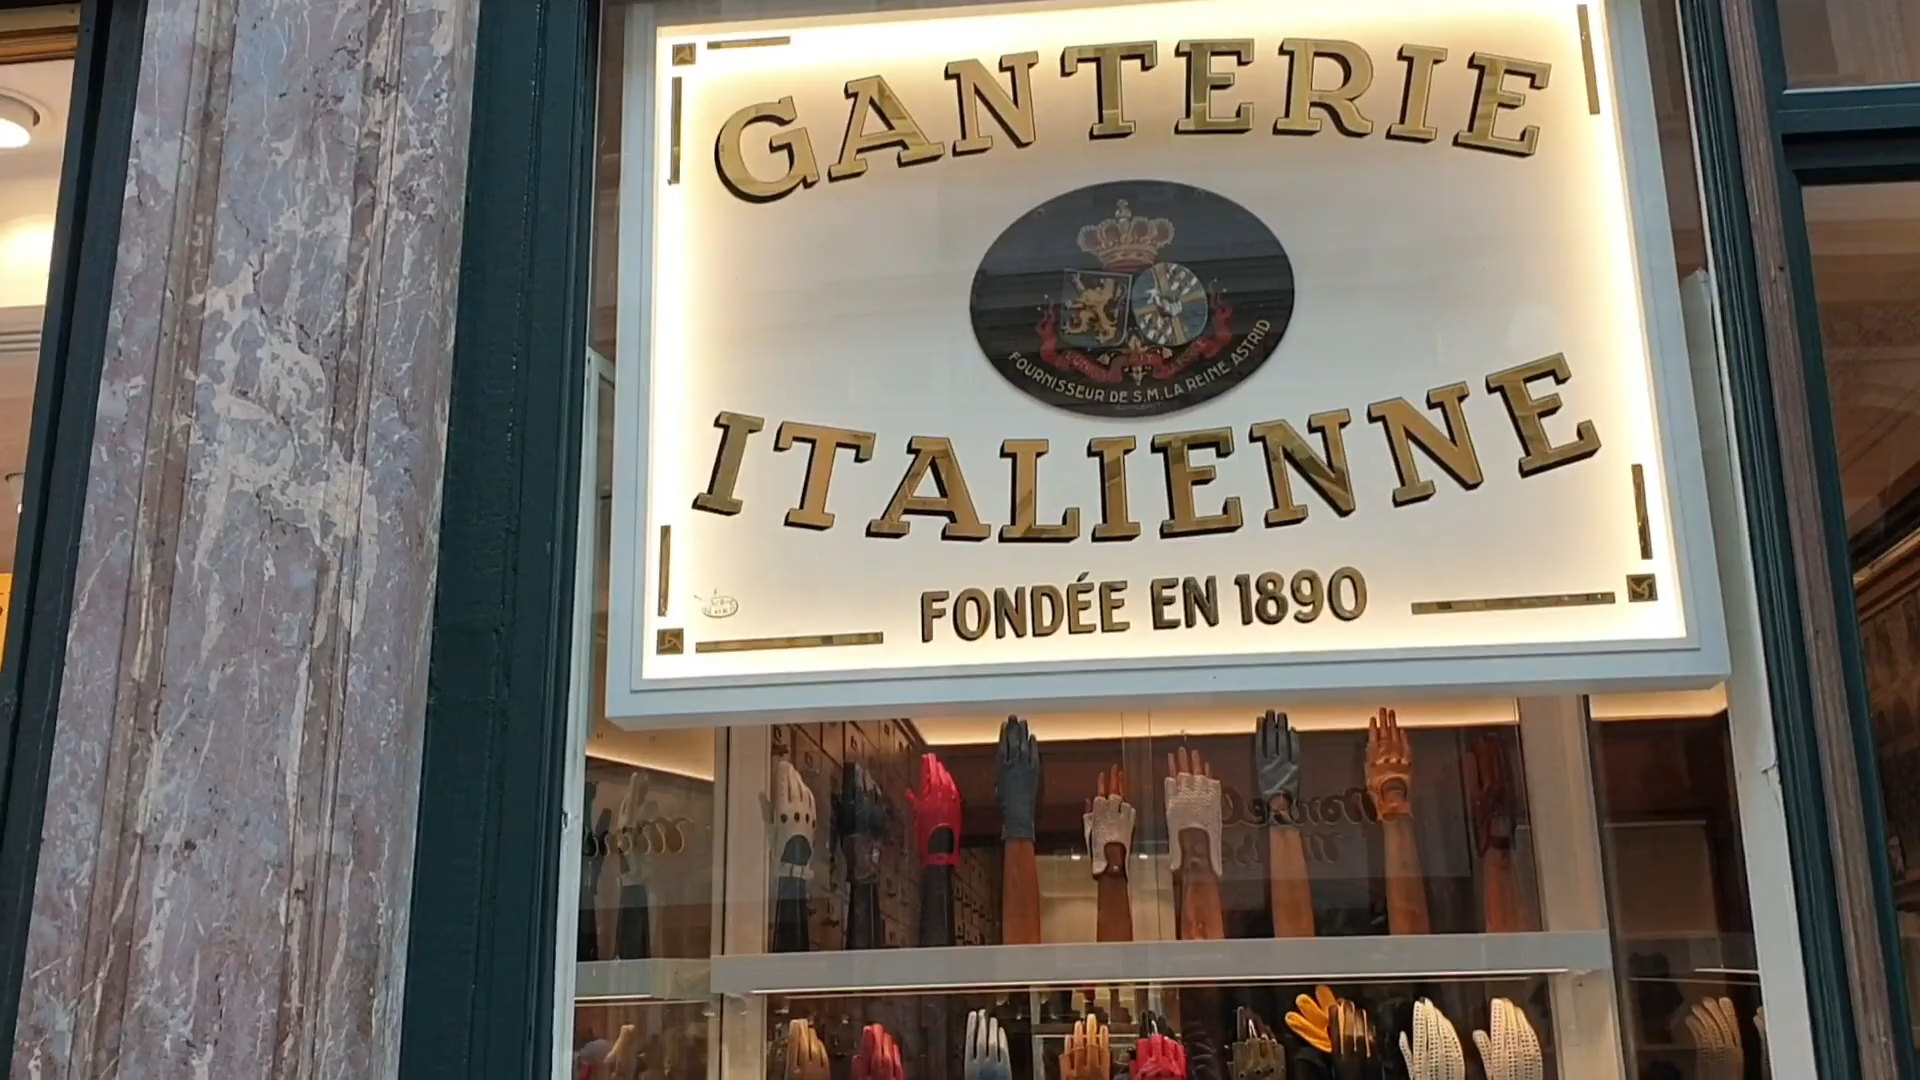 GANTERIE
FOURNISSEUR DE S.M. LA REINE ASTRID
ITALIENNE
FONDÉE EN 1890